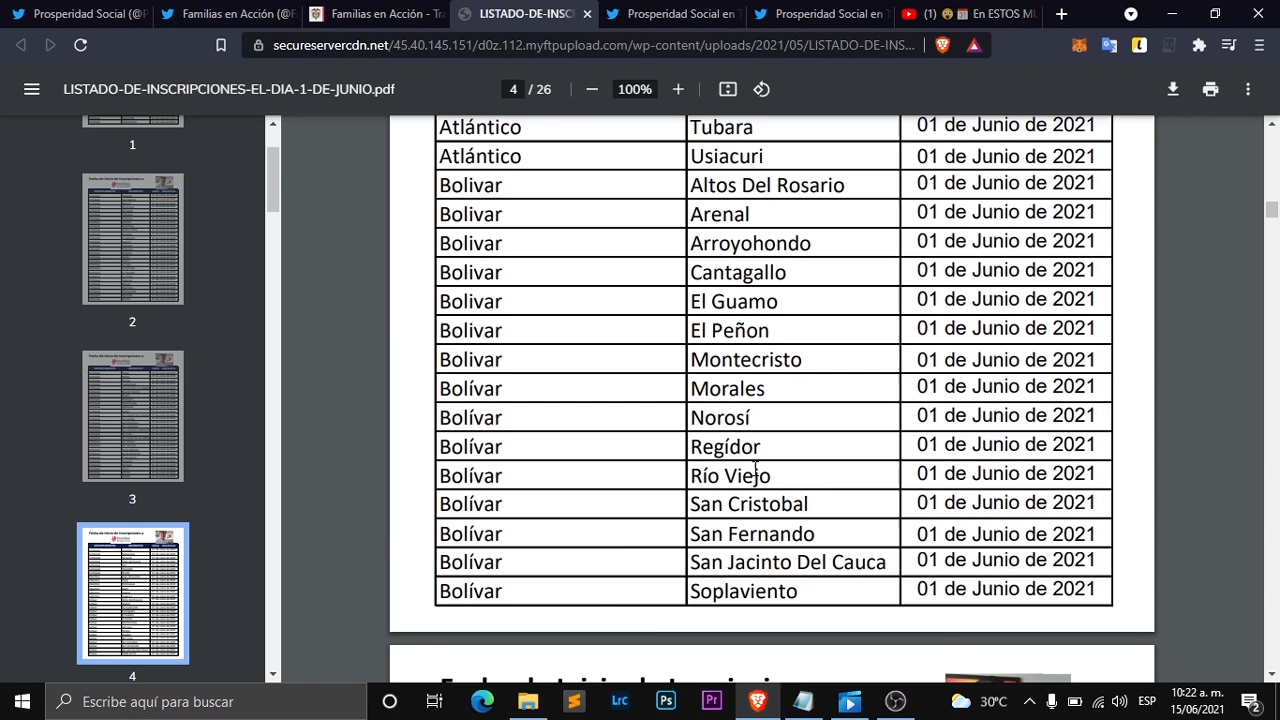 Prosperidad Social (@P
Familias en Acción (@F
Familias en Acción - Tra
LISTADO-DE-INSCI
Prosperidad Social en T
Prosperidad Social en T
(1) En ESTOS MU
secureservercdn.net/45.40.146.152/d0z.112.myftpupload.com/wp-content/uploads/2021/05/LISTADO-DE-INS...
LISTADO-DE-INSCRIPCIONES-EL-DIA-1-DE-JUNIO.pdf
4 / 26
100%
1
2
3
4
Atlántico Tubara 01 de Junio de 2021
Atlántico Usiacuri 01 de Junio de 2021
Bolivar Altos Del Rosario 01 de Junio de 2021
Bolivar Arenal 01 de Junio de 2021
Bolivar Arroyohondo 01 de Junio de 2021
Bolivar Cantagallo 01 de Junio de 2021
Bolivar El Guamo 01 de Junio de 2021
Bolivar El Peñon 01 de Junio de 2021
Bolivar Montecristo 01 de Junio de 2021
Bolívar Morales 01 de Junio de 2021
Bolívar Norosí 01 de Junio de 2021
Bolívar Regídor 01 de Junio de 2021
Bolívar Río Viejo 01 de Junio de 2021
Bolívar San Cristobal 01 de Junio de 2021
Bolívar San Fernando 01 de Junio de 2021
Bolívar San Jacinto Del Cauca 01 de Junio de 2021
Bolívar Soplaviento 01 de Junio de 2021
Escribe aquí para buscar
30°C
ESP
10:22 a. m.
15/06/2021
2